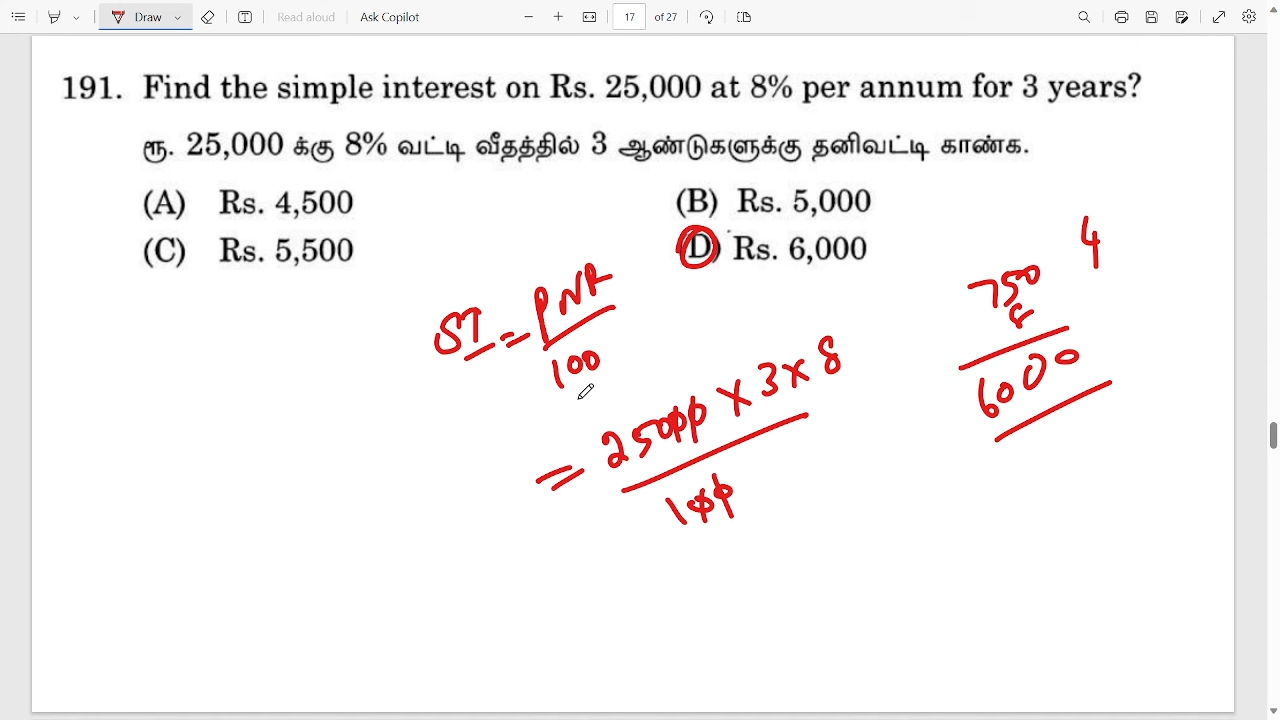 Draw
Read aloud
Ask Copilot
17
of 27
191. Find the simple interest on Rs. 25,000 at 8% per annum for 3 years?
ரூ. 25,000 க்கு 8% வட்டி வீதத்தில் 3 ஆண்டுகளுக்கு தனிவட்டி காண்க.
(A) Rs. 4,500
(B) Rs. 5,000
(C) Rs. 5,500
(D) Rs. 6,000
SI = PNR
100
= 25000 × 3 × 8
100
750
8
6000
4